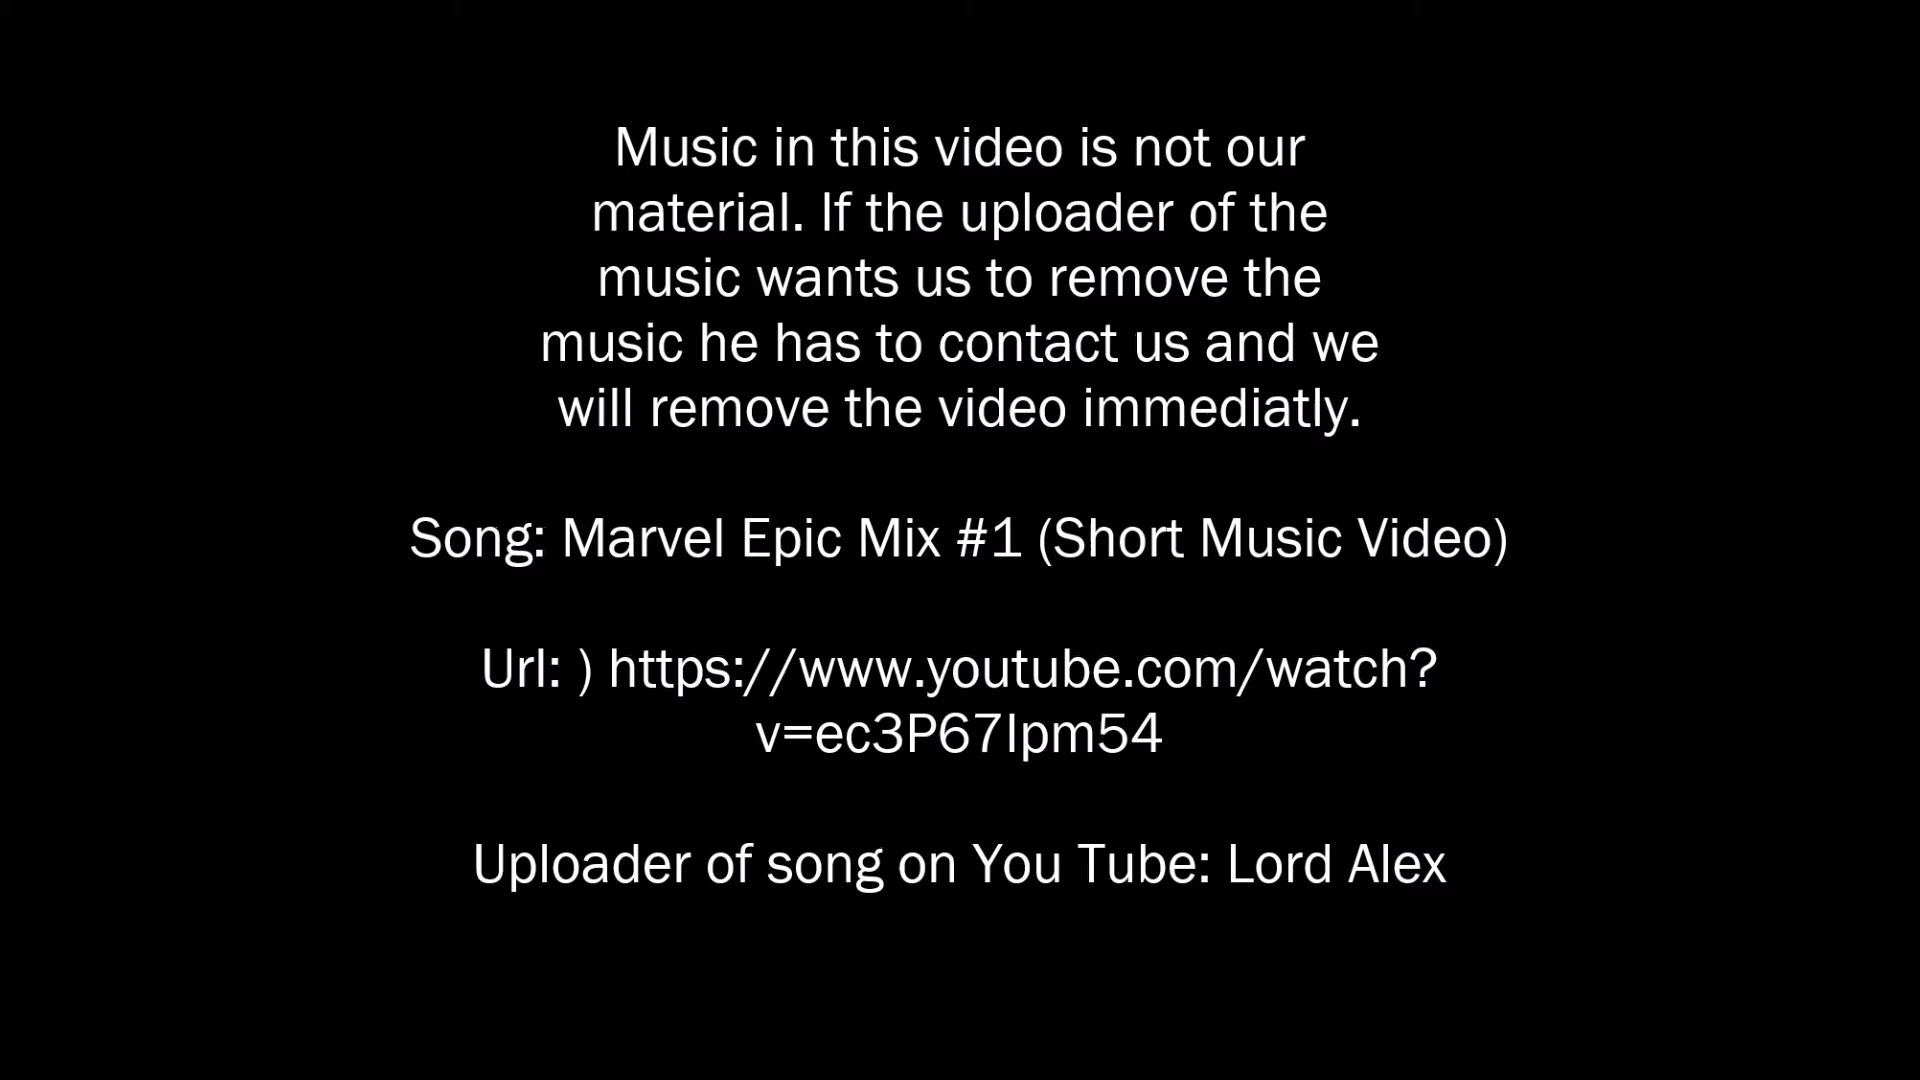 Music in this video is not our
material. If the uploader of the
music wants us to remove the
music he has to contact us and we
will remove the video immediatly.
Song: Marvel Epic Mix #1 (Short Music Video)
Url: ) https://www.youtube.com/watch?
v=ec3P67Ipm54
Uploader of song on You Tube: Lord Alex